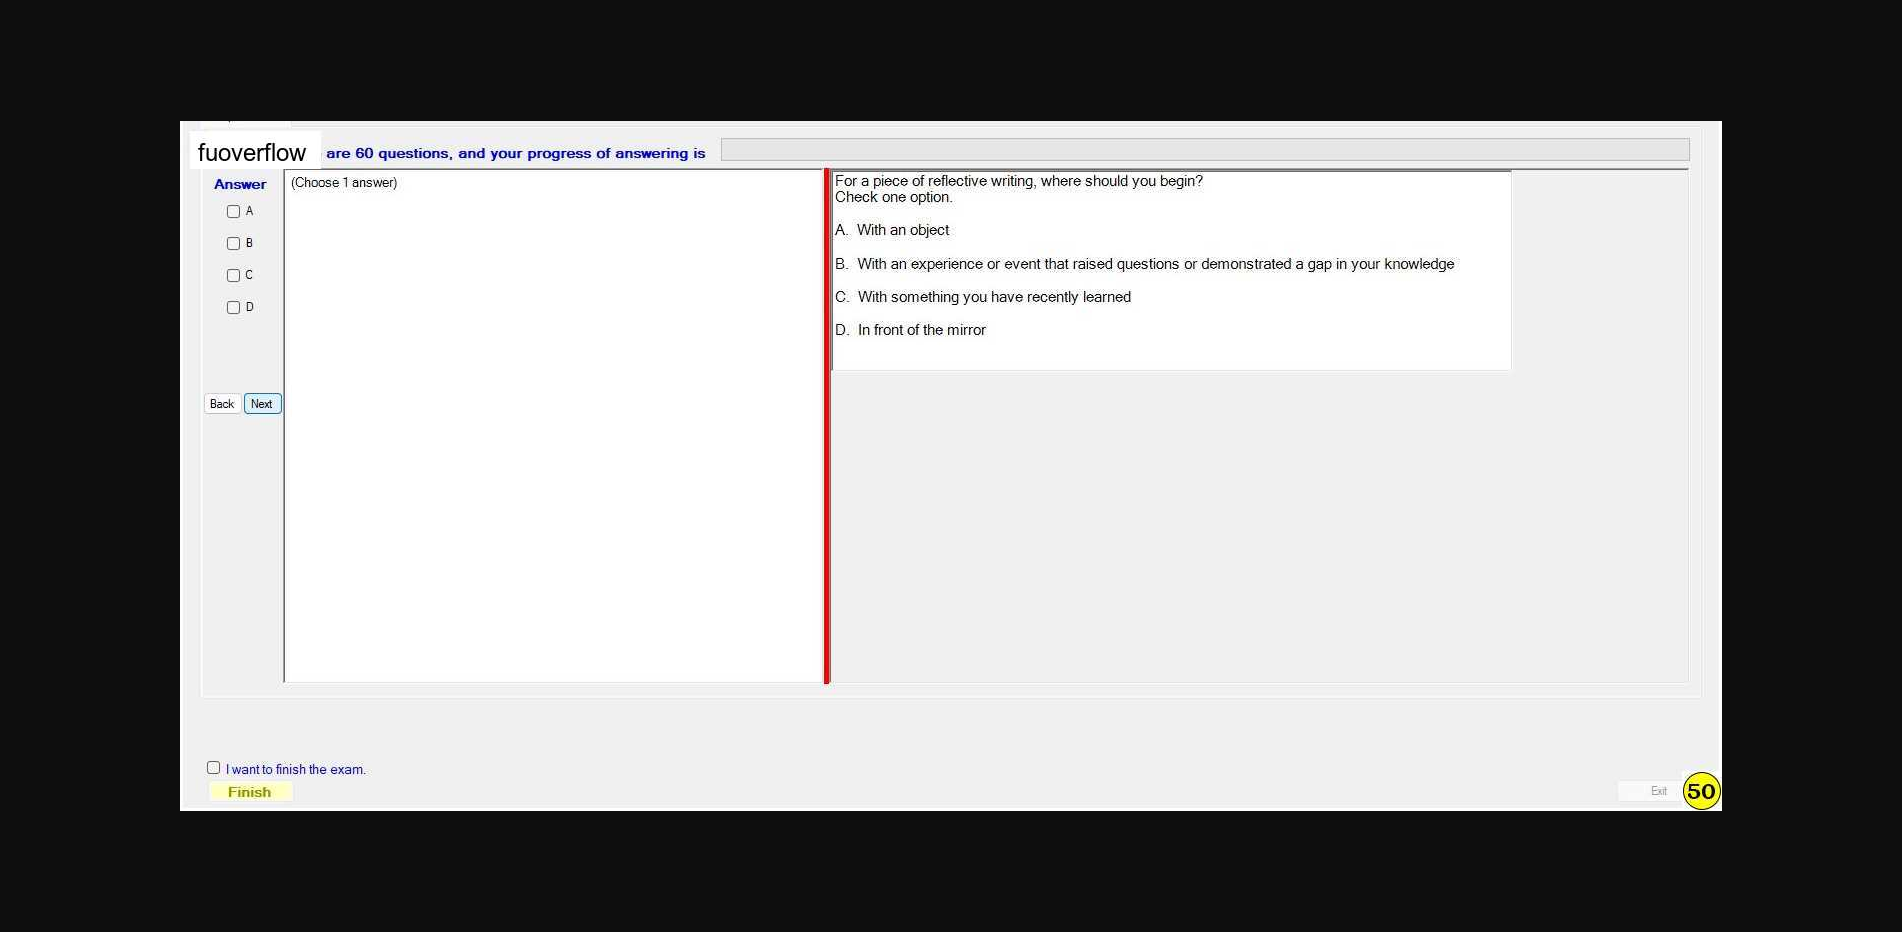 fuoverflow are 60 questions, and your progress of answering is
Answer
A
B
C
D
Back Next
(Choose 1 answer)
For a piece of reflective writing, where should you begin?
Check one option.
A. With an object
B. With an experience or event that raised questions or demonstrated a gap in your knowledge
C. With something you have recently learned
D. In front of the mirror
I want to finish the exam.
Finish
Exit
50